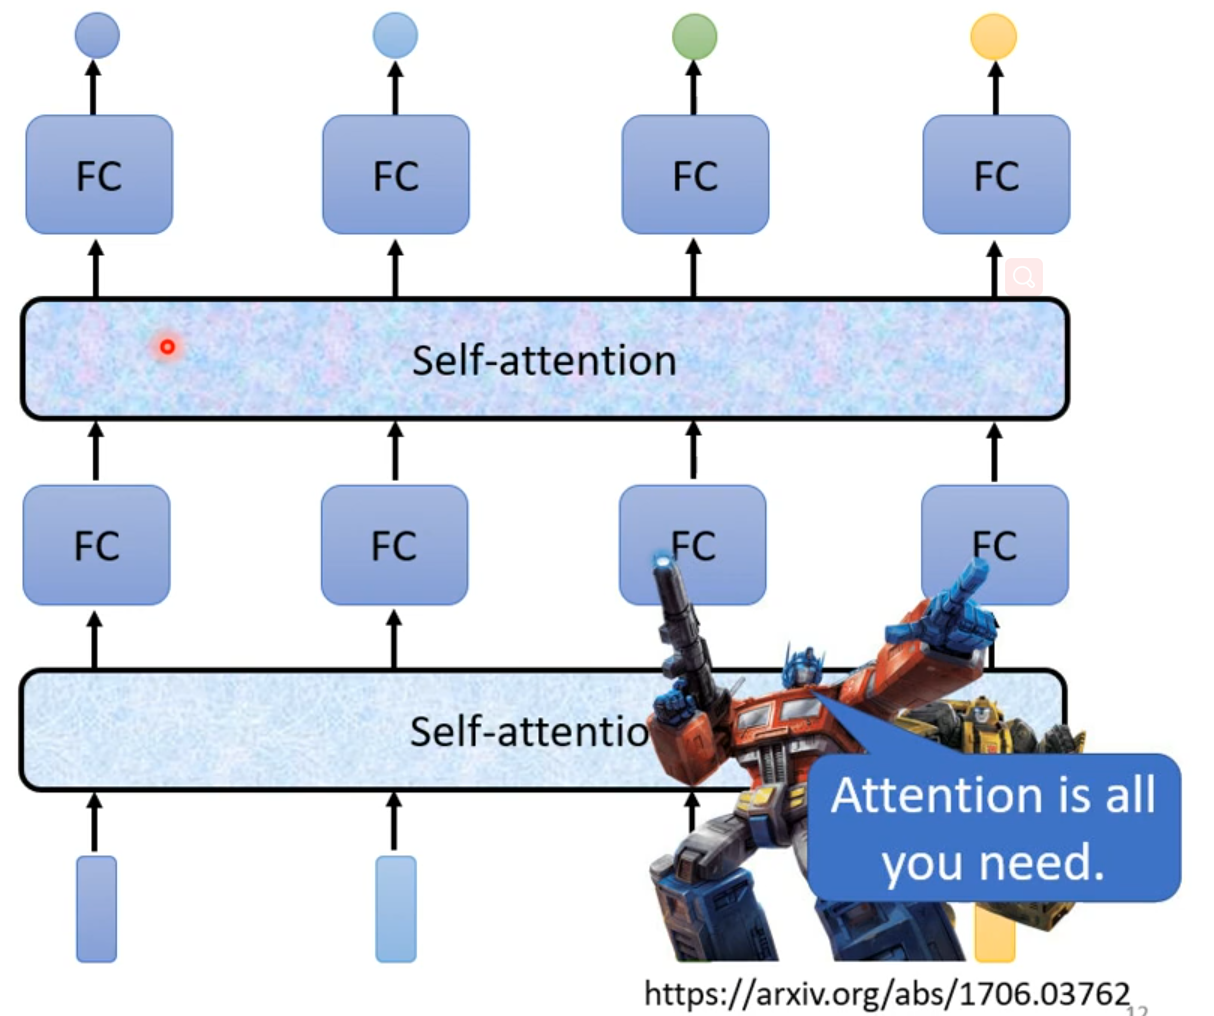 FC FC FC FC
Self-attention
FC FC FC FC
Self-attentio
Attention is all
you need.
https://arxiv.org/abs/1706.03762
12